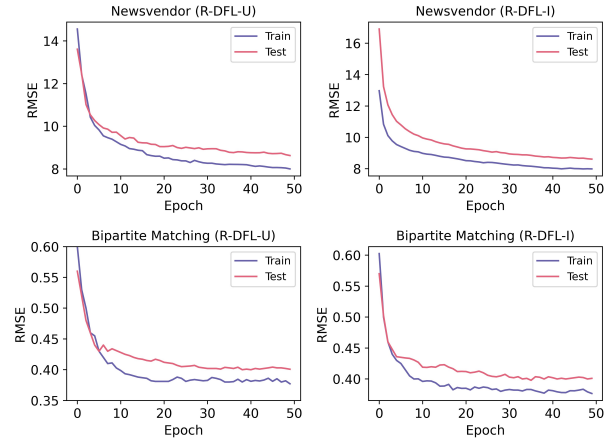 Newsvendor (R-DFL-U)
14
12
10
8
RMSE
Train
Test
0 10 20 30 40 50
Epoch
Newsvendor (R-DFL-I)
16
14
12
10
8
RMSE
Train
Test
0 10 20 30 40 50
Epoch
Bipartite Matching (R-DFL-U)
0.60
0.55
0.50
0.45
0.40
0.35
RMSE
Train
Test
0 10 20 30 40 50
Epoch
Bipartite Matching (R-DFL-I)
0.60
0.55
0.50
0.45
0.40
RMSE
Train
Test
0 10 20 30 40 50
Epoch